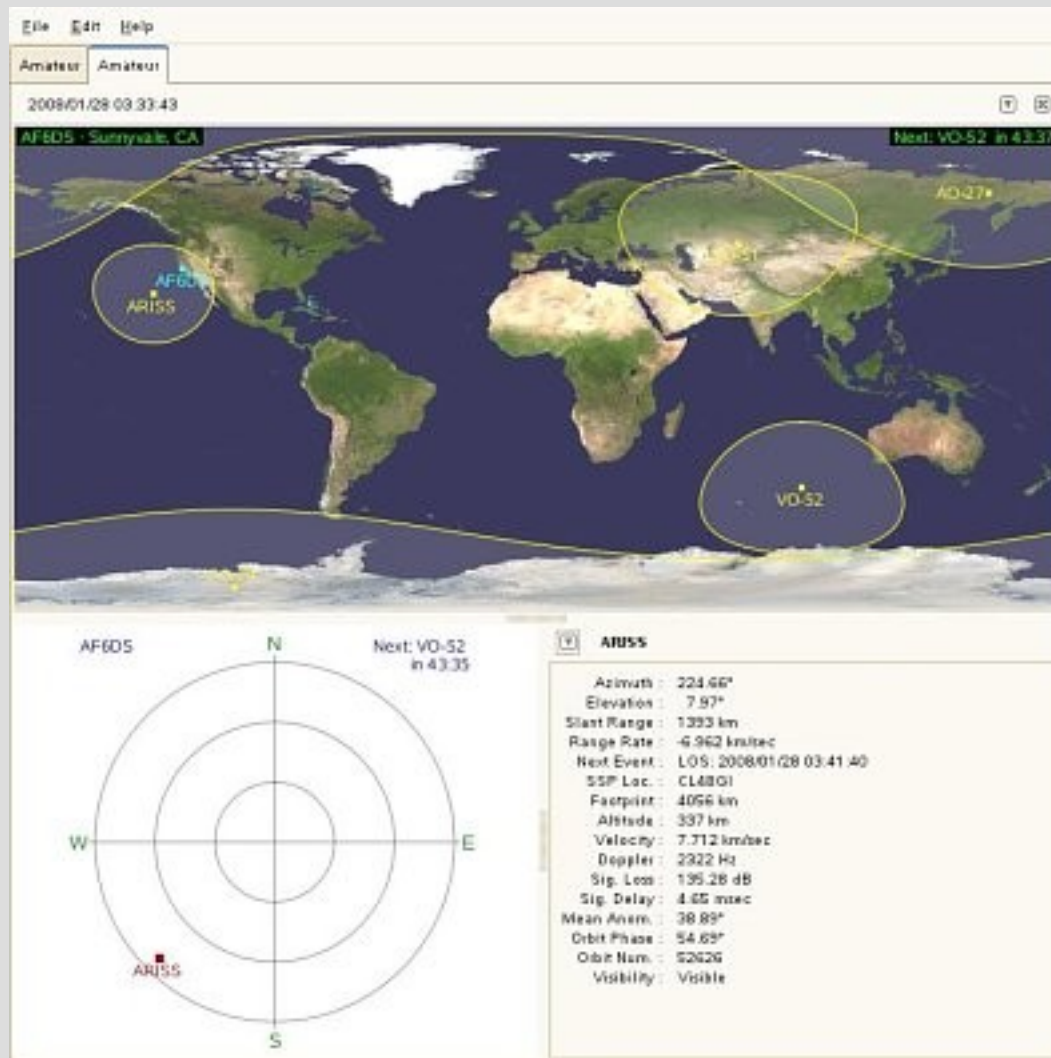 File Edit Help
Amateur Amateur
2008/01/28 03:33:43
AF6DS - Sunnyvale, CA
Next: VO-52 in 43:37
AO-27
ARISS
VO-52
AF6DS
Next: VO-52
in 43:35
N
W
E
S
ARISS
ARISS
Azimuth : 224.66°
Elevation : 7.97°
Slant Range : 1393 km
Range Rate : -6.962 km/sec
Next Event : LOS: 2008/01/28 03:41:40
SSP Loc. : CL48GI
Footprint : 4056 km
Altitude : 337 km
Velocity : 7.712 km/sec
Doppler : 2322 Hz
Sig. Loss : 135.28 dB
Sig. Delay : 4.65 msec
Mean Anom. : 38.89°
Orbit Phase : 54.69°
Orbit Num. : 52626
Visibility : Visible